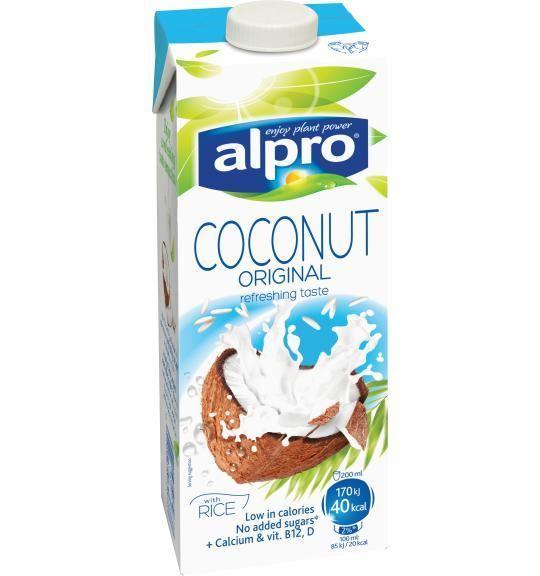 enjoy plant power
alpro®
COCONUT
ORIGINAL
refreshing taste
with
RICE
Low in calories
No added sugars*
+ Calcium & vit. B12, D
200 ml
170 kJ
40 kcal
2%*
100 ml:
85 kJ / 20 kcal